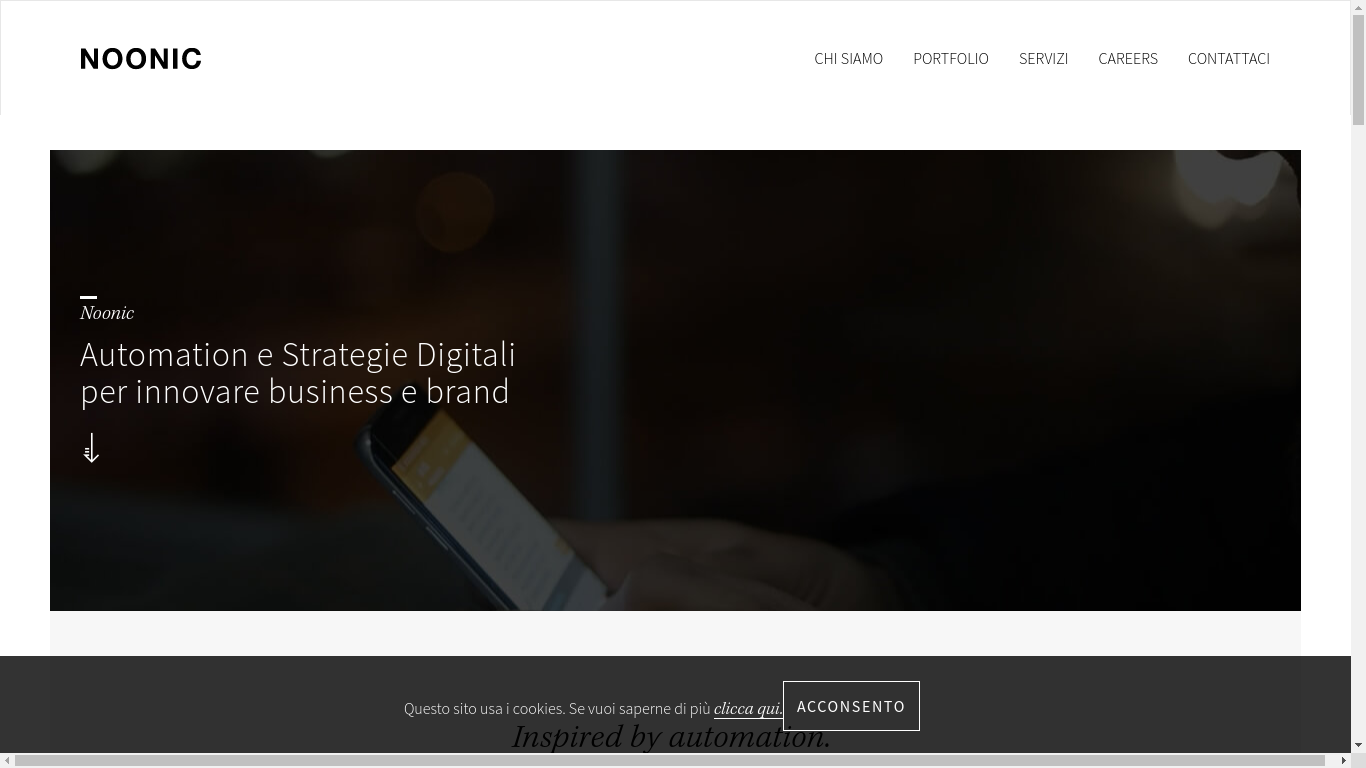 NOONIC
CHI SIAMO
PORTFOLIO
SERVIZI
CAREERS
CONTATTACI
Noonic
Automation e Strategie Digitali
per innovare business e brand
Questo sito usa i cookies. Se vuoi saperne di più clicca qui.
ACCONSENTO
Inspired by automation.